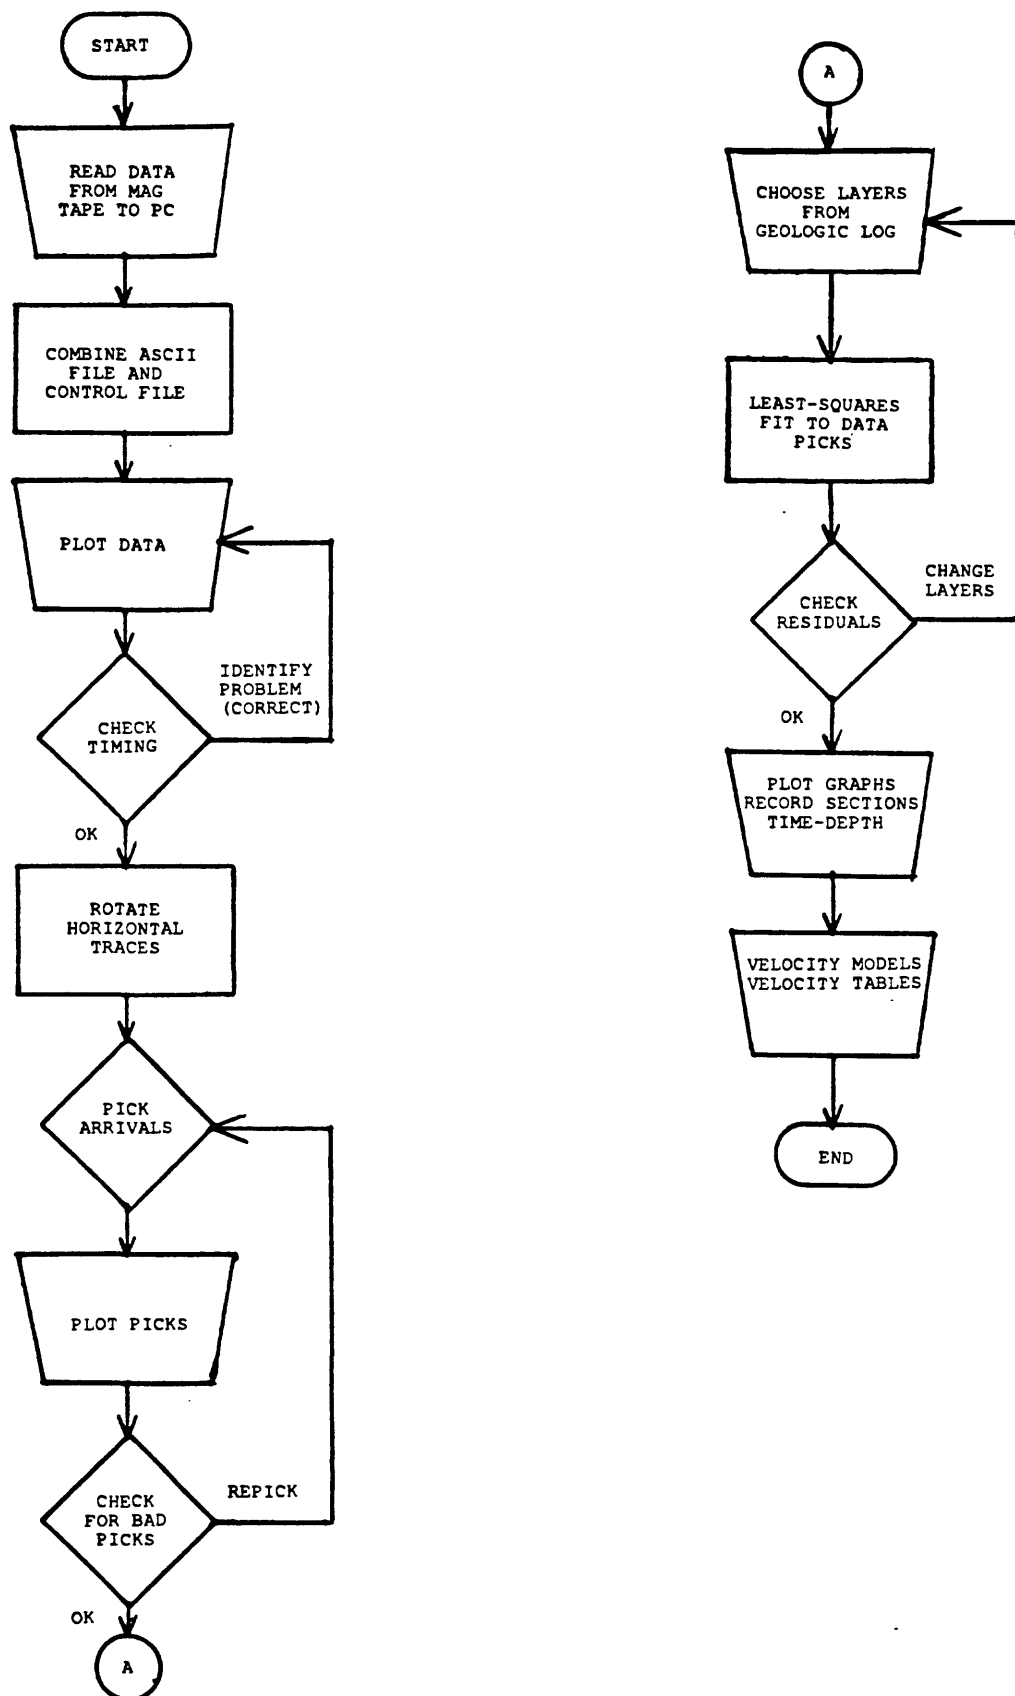 START
READ DATA
FROM MAG
TAPE TO PC
COMBINE ASCII
FILE AND
CONTROL FILE
PLOT DATA
IDENTIFY
PROBLEM
(CORRECT)
CHECK
TIMING
OK
ROTATE
HORIZONTAL
TRACES
PICK
ARRIVALS
PLOT PICKS
REPICK
CHECK
FOR BAD
PICKS
OK
A
A
CHOOSE LAYERS
FROM
GEOLOGIC LOG
LEAST-SQUARES
FIT TO DATA
PICKS
CHANGE
LAYERS
CHECK
RESIDUALS
OK
PLOT GRAPHS
RECORD SECTIONS
TIME-DEPTH
VELOCITY MODELS
VELOCITY TABLES
END